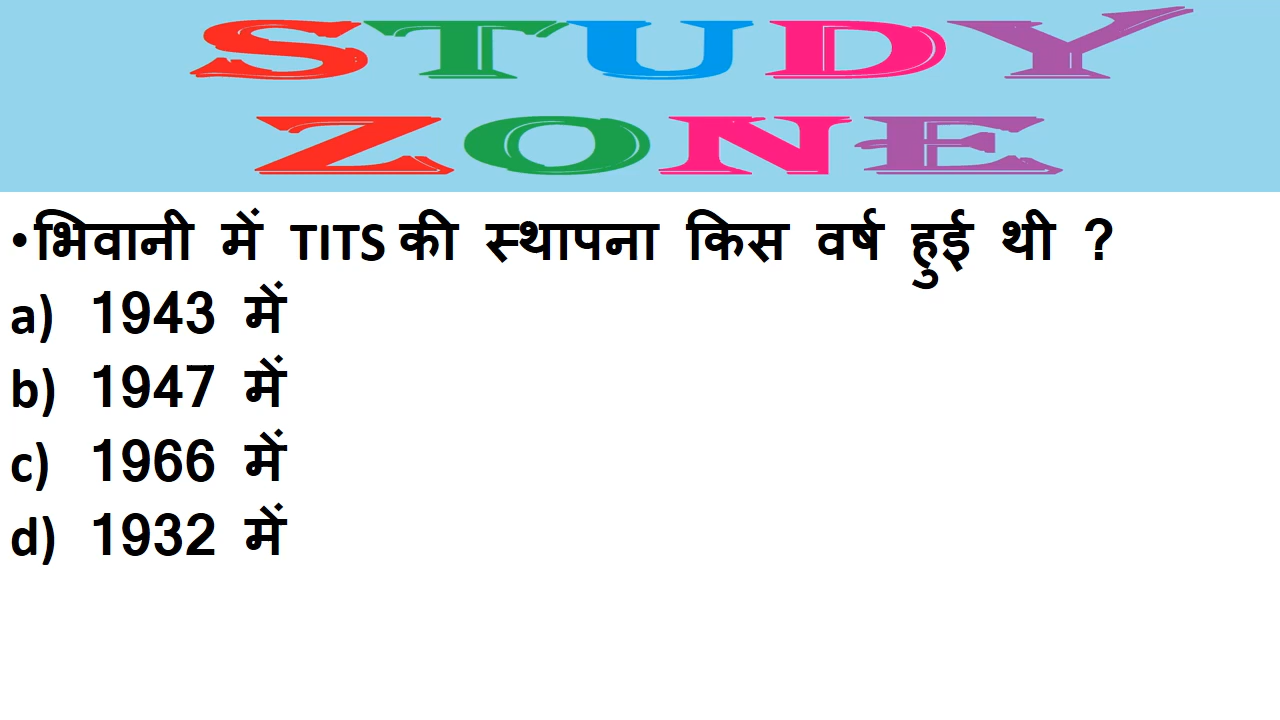 STUDY
ZONE
•भिवानी में TITS की स्थापना किस वर्ष हुई थी ?
a) 1943 में
b) 1947 में
c) 1966 में
d) 1932 में